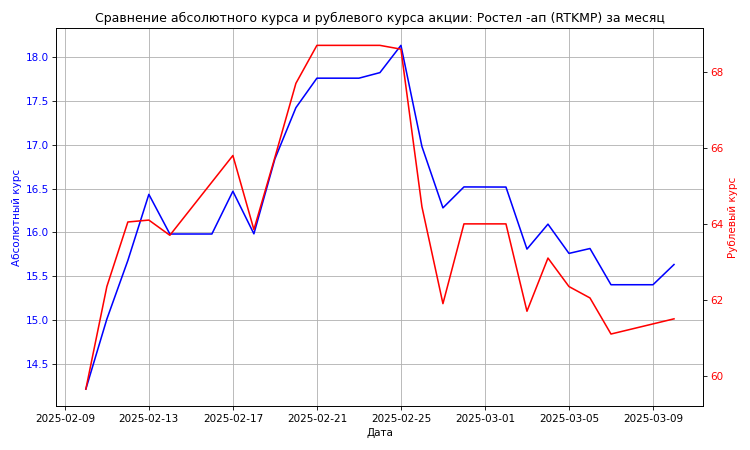 Сравнение абсолютного курса и рублевого курса акции: Ростел -ап (RTKMP) за месяц
18.0
17.5
17.0
16.5
16.0
15.5
15.0
14.5
Абсолютный курс
68
66
64
62
60
Рублевый курс
2025-02-09 2025-02-13 2025-02-17 2025-02-21 2025-02-25 2025-03-01 2025-03-05 2025-03-09
Дата